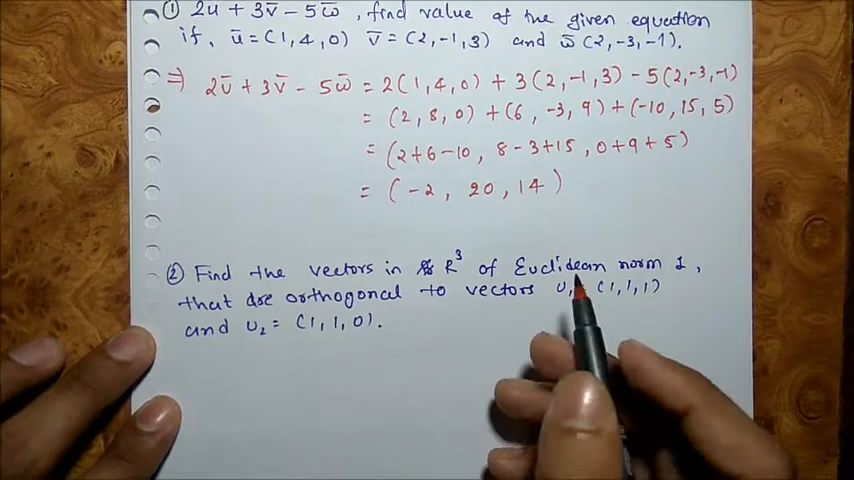 ① 2u + 3v̅ - 5w̅, find value of the given equation
if, u̅ = (1, 4, 0) v̅ = (2, -1, 3) and w̅ (2, -3, -1).
⇒ 2u̅ + 3v̅ - 5w̅ = 2(1, 4, 0) + 3(2, -1, 3) - 5(2, -3, -1)
= (2, 8, 0) + (6, -3, 9) + (-10, 15, 5)
= (2+6-10, 8-3+15, 0+9+5)
= (-2, 20, 14)
② Find the vectors in R³ of Euclidean norm 1,
that are orthogonal to vectors U, (1, 1, 1)
and U₂ = (1, 1, 0).